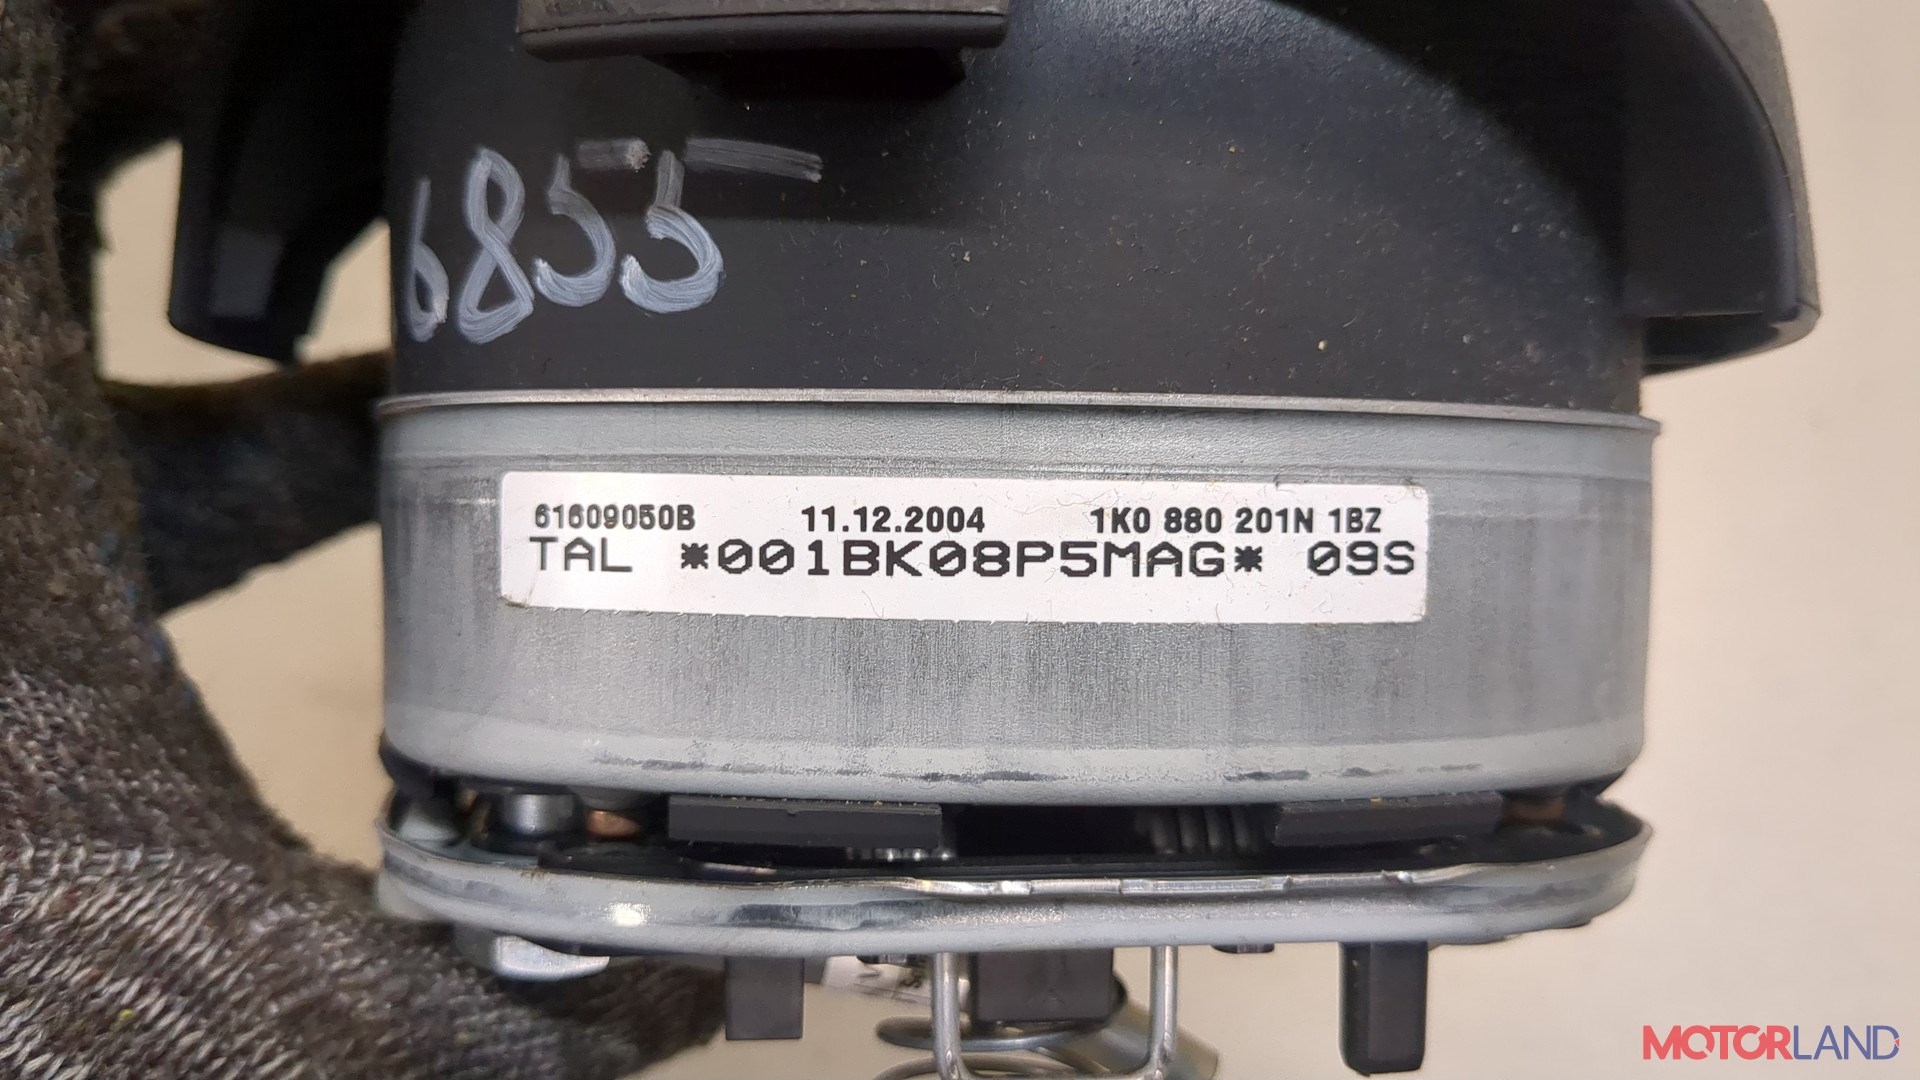 6855
61609050B 11.12.2004 1K0 880 201N 1BZ
TAL *001BK08P5MAG* 09S
MOTORLAND